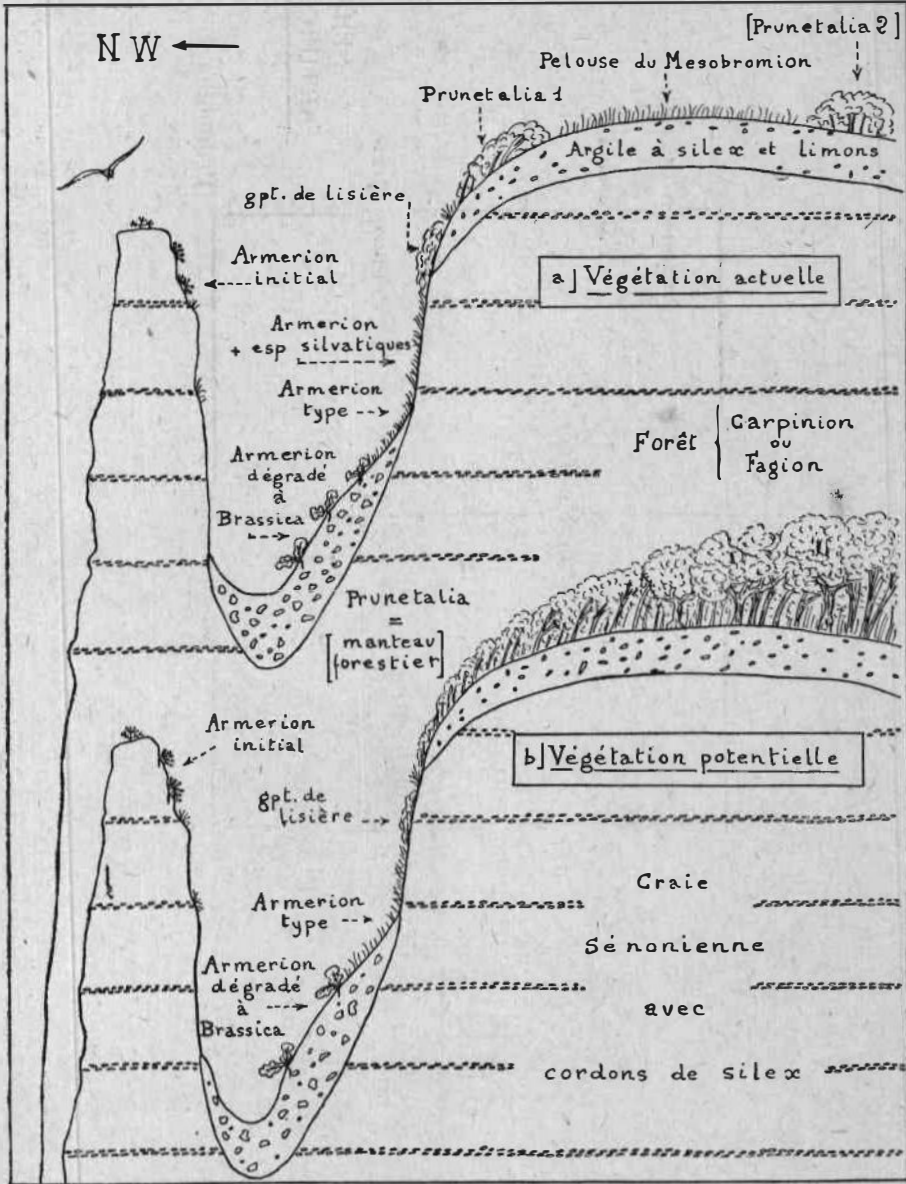 NW
[Prunetalia 2]
Pelouse du Mesobromion
Prunetalia 1
Argile à silex et limons
gpt. de lisière
Armerion
initial
a] Végétation actuelle
Armerion
+ esp silvatiques
Armerion
type
Forêt { Carpinion
ou
Fagion
Armerion
dégradé
à
Brassica
Prunetalia
=
[manteau
forestier]
Armerion
initial
b] Végétation potentielle
gpt. de
lisière
Craie
Armerion
type
Sénonienne
Armerion
dégradé
à
Brassica
avec
cordons de silex